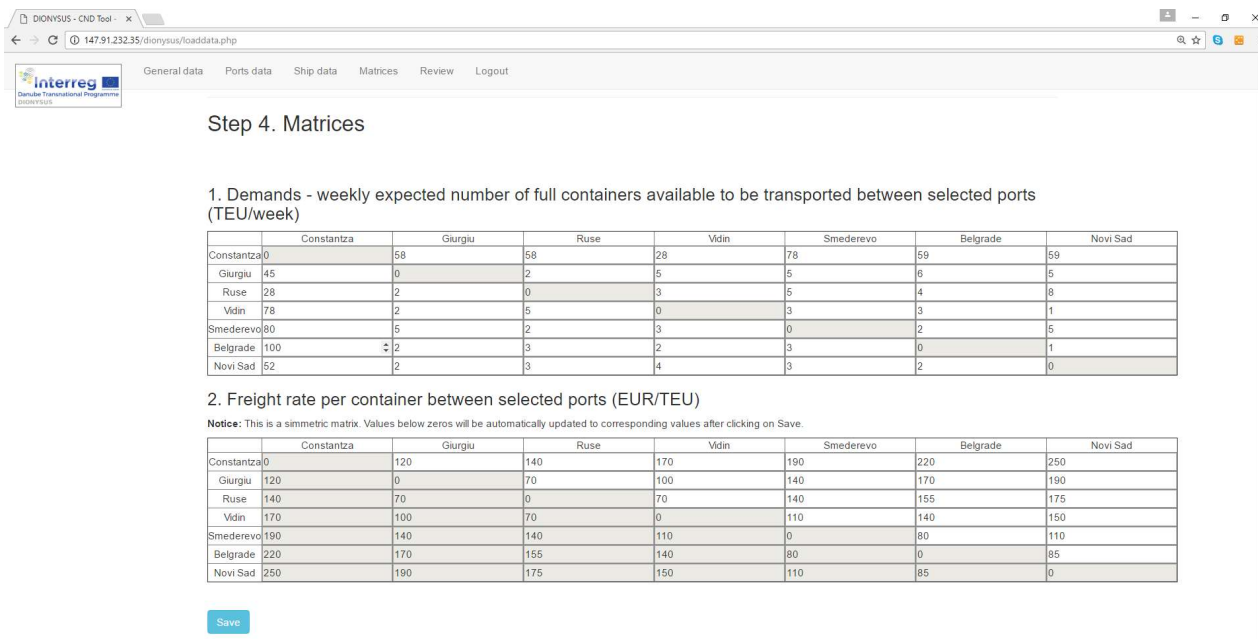 DIONYSUS - CND Tool -
147.91.232.35/dionysus/loaddata.php
Interreg
Danube Transnational Programme
DIONYSUS
General data Ports data Ship data Matrices Review Logout
Step 4. Matrices
1. Demands - weekly expected number of full containers available to be transported between selected ports
(TEU/week)
Constantza Giurgiu Ruse Vidin Smederevo Belgrade Novi Sad
Constantza 0 58 58 28 78 59 59
Giurgiu 45 0 2 5 5 6 5
Ruse 28 2 0 3 5 4 8
Vidin 78 2 5 0 3 3 1
Smederevo 80 5 2 3 0 2 5
Belgrade 100 2 3 2 3 0 1
Novi Sad 52 2 3 4 3 2 0
2. Freight rate per container between selected ports (EUR/TEU)
Notice: This is a simmetric matrix. Values below zeros will be automatically updated to corresponding values after clicking on Save.
Constantza Giurgiu Ruse Vidin Smederevo Belgrade Novi Sad
Constantza 0 120 140 170 190 220 250
Giurgiu 120 0 70 100 140 170 190
Ruse 140 70 0 70 140 155 175
Vidin 170 100 70 0 110 140 150
Smederevo 190 140 140 110 0 80 110
Belgrade 220 170 155 140 80 0 85
Novi Sad 250 190 175 150 110 85 0
Save